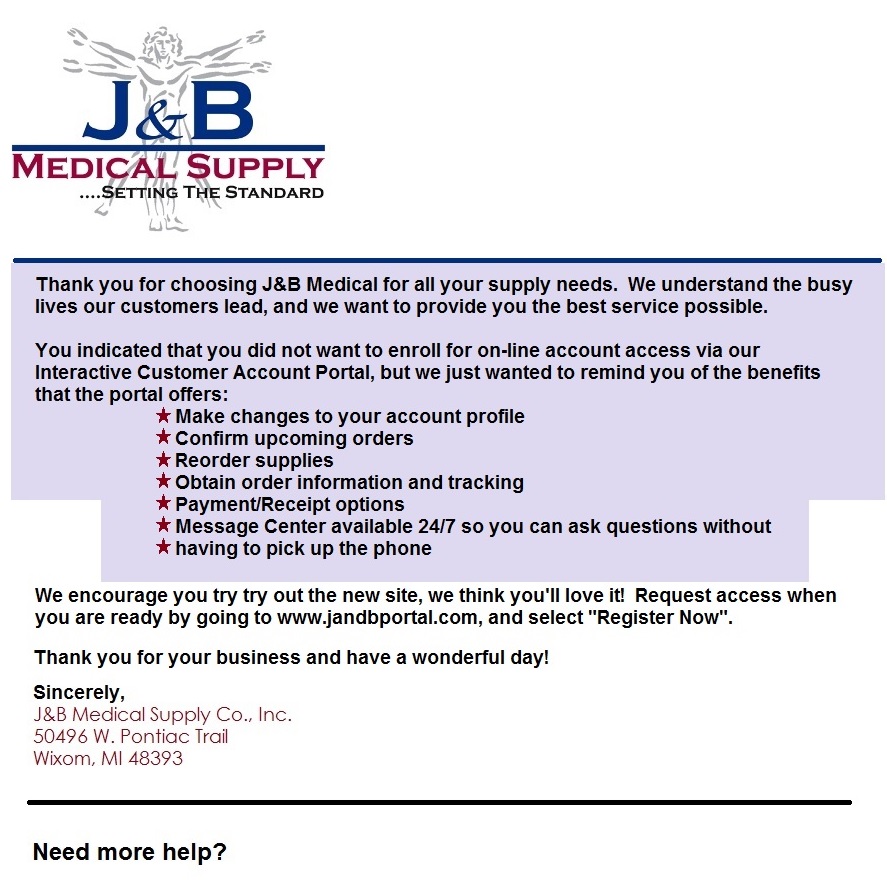 J&B
MEDICAL SUPPLY
....SETTING THE STANDARD
Thank you for choosing J&B Medical for all your supply needs.  We understand the busy
lives our customers lead, and we want to provide you the best service possible.
You indicated that you did not want to enroll for on-line account access via our
Interactive Customer Account Portal, but we just wanted to remind you of the benefits
that the portal offers:
★Make changes to your account profile
★Confirm upcoming orders
★Reorder supplies
★Obtain order information and tracking
★Payment/Receipt options
★Message Center available 24/7 so you can ask questions without
★having to pick up the phone
We encourage you try try out the new site, we think you'll love it!  Request access when
you are ready by going to www.jandbportal.com, and select "Register Now".
Thank you for your business and have a wonderful day!
Sincerely,
J&B Medical Supply Co., Inc.
50496 W. Pontiac Trail
Wixom, MI 48393
Need more help?